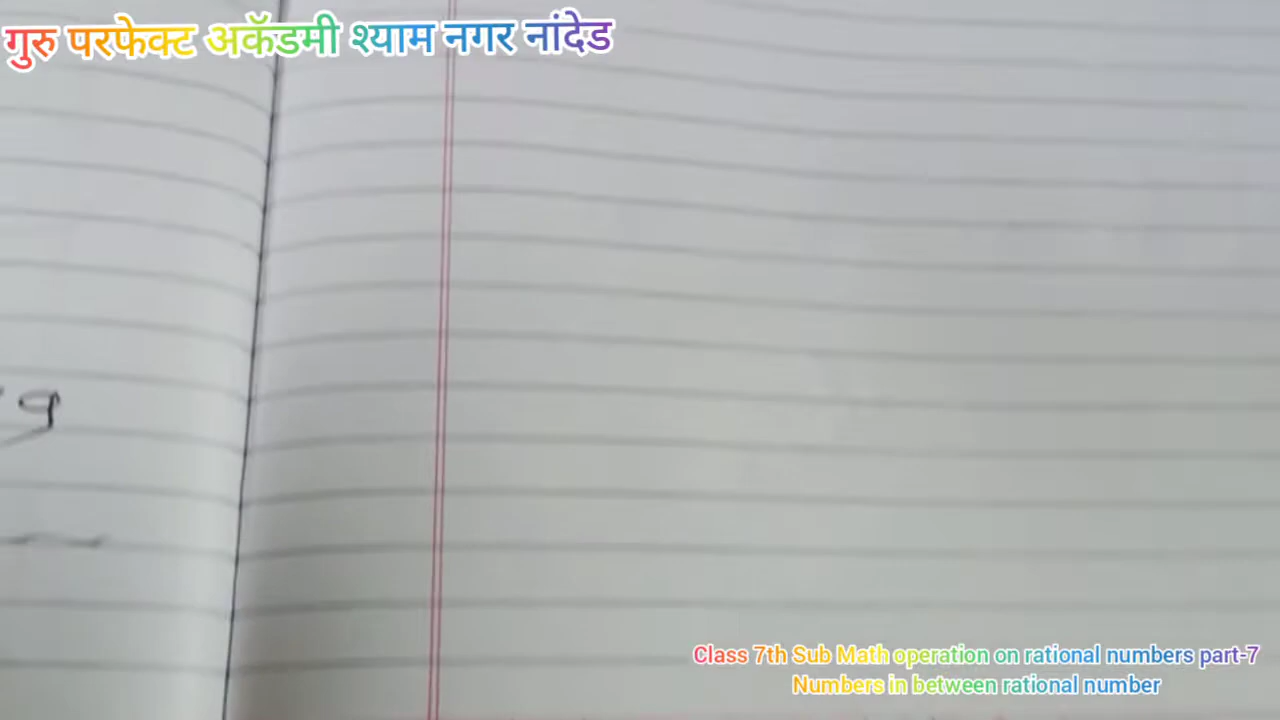 गुरु परफेक्ट अकॅडमी श्याम नगर नांदेड
Class 7th Sub Math operation on rational numbers part-7
Numbers in between rational number